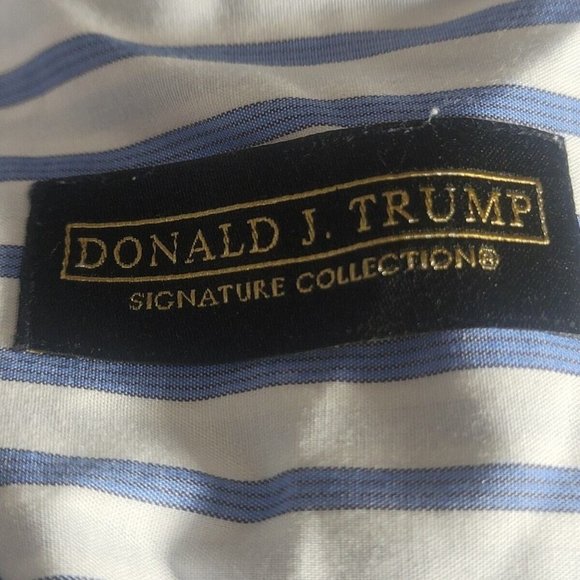 DONALD J. TRUMP
SIGNATURE COLLECTION®